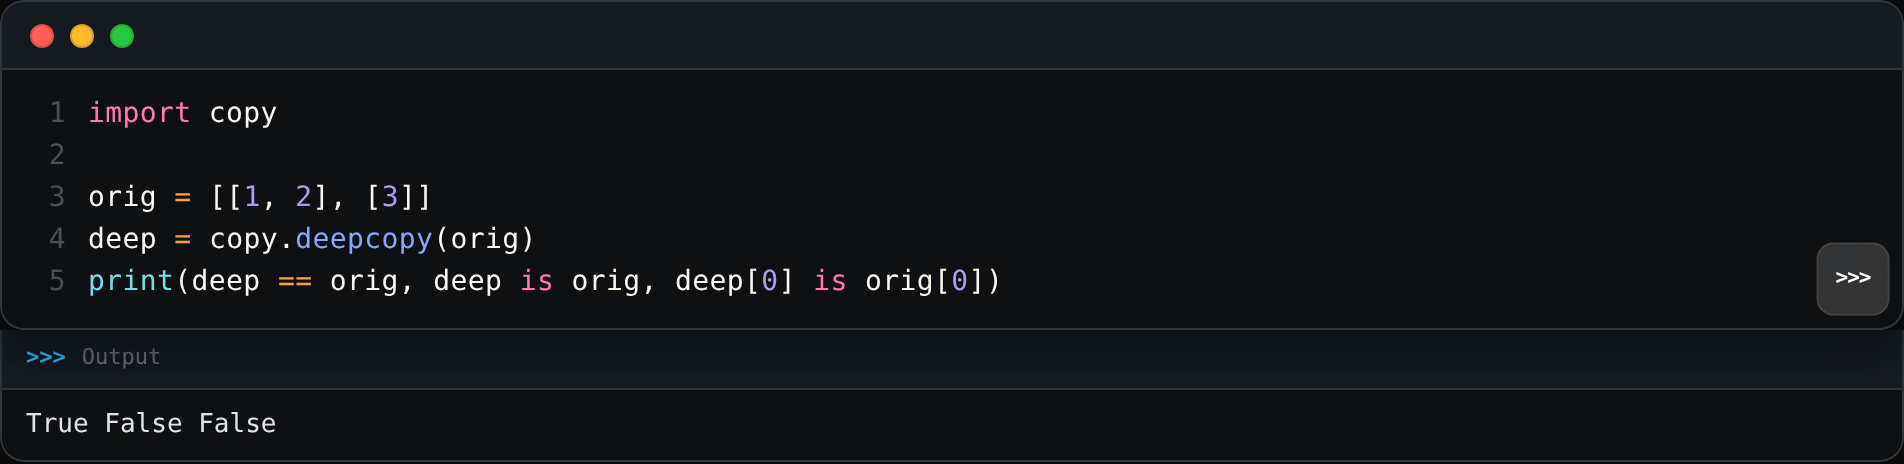 1 import copy
2
3 orig = [[1, 2], [3]]
4 deep = copy.deepcopy(orig)
5 print(deep == orig, deep is orig, deep[0] is orig[0])
>>>
>>> Output
True False False